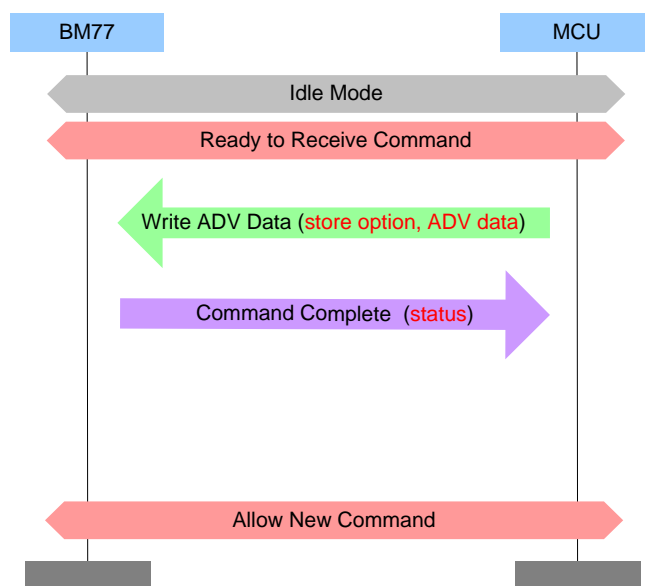 BM77
MCU
Idle Mode
Ready to Receive Command
Write ADV Data (store option, ADV data)
Command Complete (status)
Allow New Command